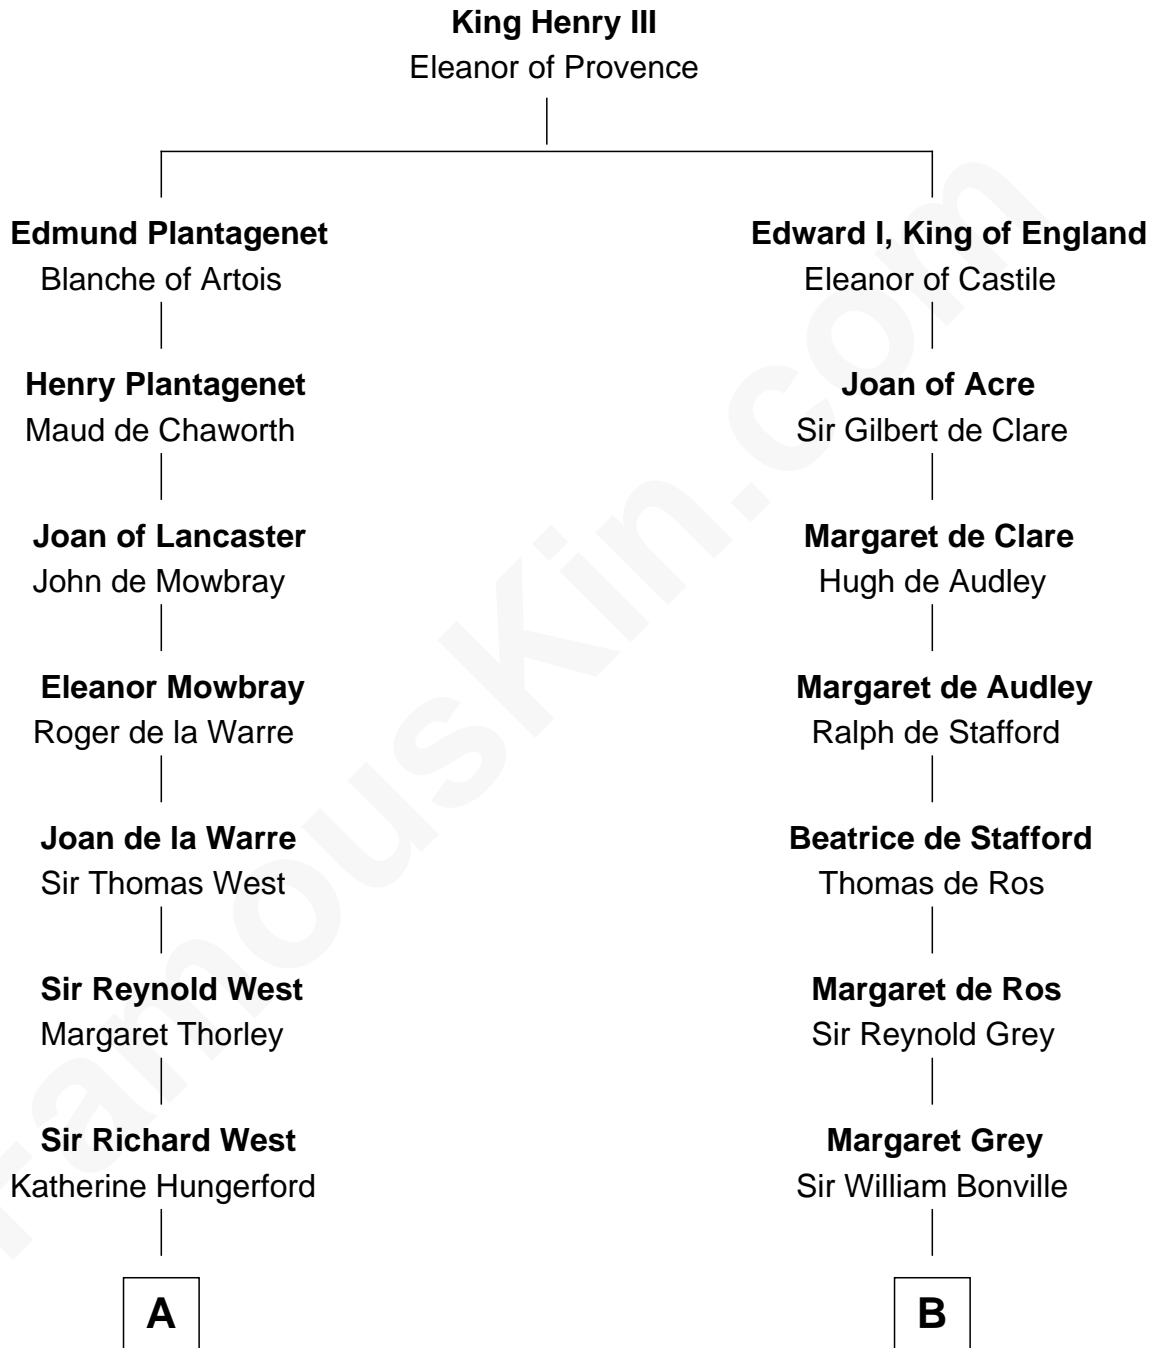 King Henry III
Eleanor of Provence
Edmund Plantagenet
Blanche of Artois
Edward I, King of England
Eleanor of Castile
Henry Plantagenet
Maud de Chaworth
Joan of Acre
Sir Gilbert de Clare
Joan of Lancaster
John de Mowbray
Margaret de Clare
Hugh de Audley
Eleanor Mowbray
Roger de la Warre
Margaret de Audley
Ralph de Stafford
Joan de la Warre
Sir Thomas West
Beatrice de Stafford
Thomas de Ros
Sir Reynold West
Margaret Thorley
Margaret de Ros
Sir Reynold Grey
Sir Richard West
Katherine Hungerford
Margaret Grey
Sir William Bonville
A
B
FamousKin.com